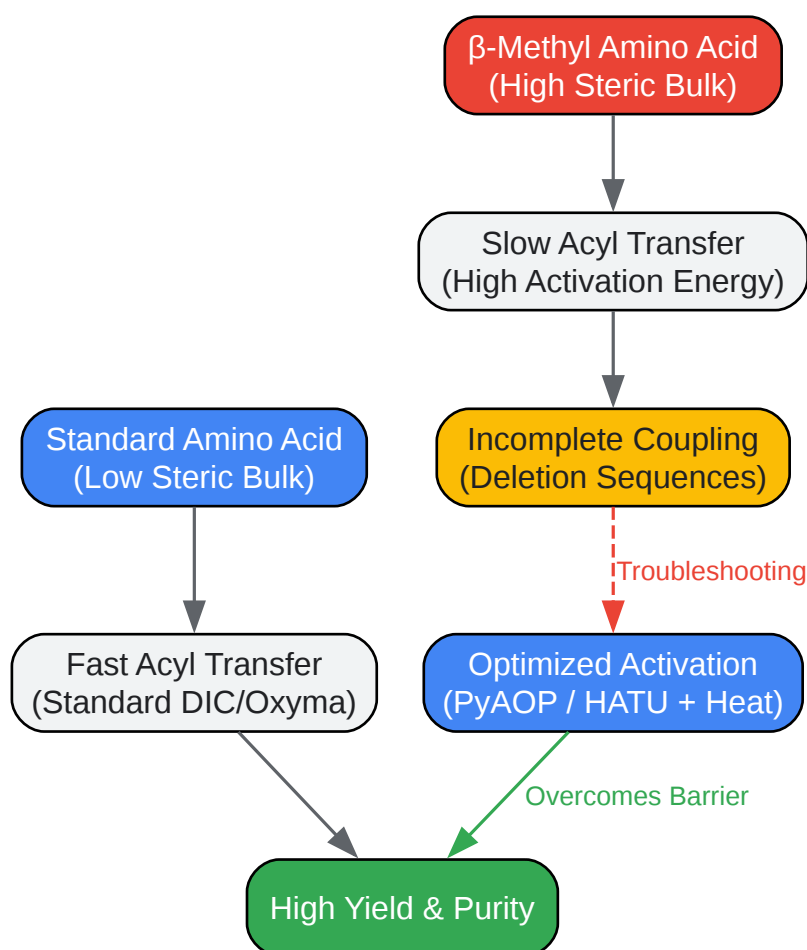 β-Methyl Amino Acid
(High Steric Bulk)
Slow Acyl Transfer
(High Activation Energy)
Standard Amino Acid
(Low Steric Bulk)
Incomplete Coupling
(Deletion Sequences)
Troubleshooting
Fast Acyl Transfer
(Standard DIC/Oxyma)
Optimized Activation
(PyAOP / HATU + Heat)
Overcomes Barrier
High Yield & Purity